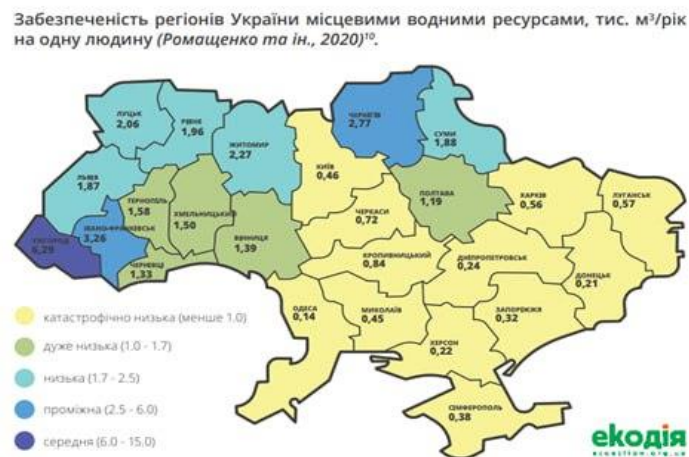 Забезпеченість регіонів України місцевими водними ресурсами, тис. м³/рік
на одну людину (Ромащенко та ін., 2020)¹⁰.
ЛУЦЬК
2,06
РІВНЕ
1,96
ЖИТОМИР
2,27
КИЇВ
0,46
ЧЕРНІГІВ
2,77
СУМИ
1,88
ЛЬВІВ
1,87
ТЕРНОПІЛЬ
1,58
ХМЕЛЬНИЦЬКИЙ
1,50
ВІННИЦЯ
1,39
ЧЕРКАСИ
0,72
ПОЛТАВА
1,19
ХАРКІВ
0,56
ЛУГАНСЬК
0,57
УЖГОРОД
6,29
ІВАНО-ФРАНКІВСЬК
3,26
ЧЕРНІВЦІ
1,33
КРОПИВНИЦЬКИЙ
0,84
ДНІПРОПЕТРОВСЬК
0,24
ДОНЕЦЬК
0,21
ОДЕСА
0,14
МИКОЛАЇВ
0,45
ЗАПОРІЖЖЯ
0,32
ХЕРСОН
0,22
СІМФЕРОПОЛЬ
0,38
катастрофічно низька (менше 1.0)
дуже низька (1.0 - 1.7)
низька (1.7 - 2.5)
проміжна (2.5 - 6.0)
середня (6.0 - 15.0)
екодія
ecoaction.org.ua